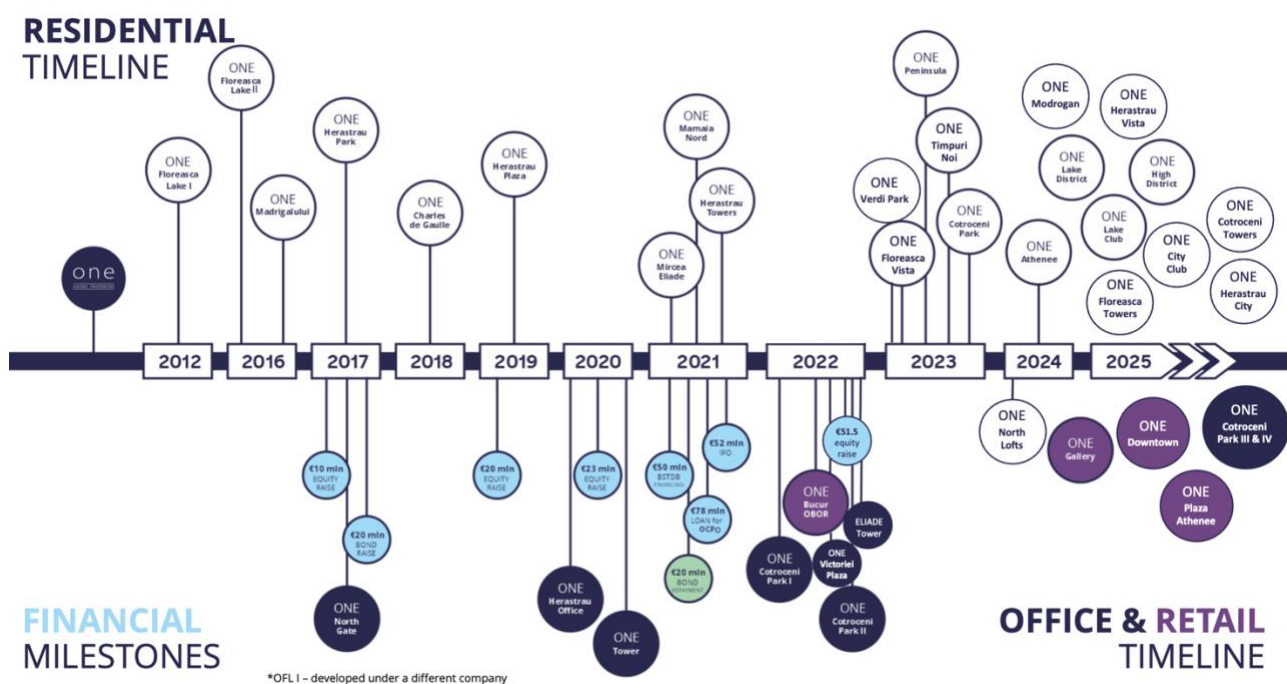 RESIDENTIAL
TIMELINE
ONE
Floreasca
Lake I
ONE
Floreasca
Lake II
ONE
Madrigalului
ONE
Herastrau
Park
ONE
Charles
de Gaulle
ONE
Herastrau
Plaza
ONE
Mircea
Eliade
ONE
Mamaia
Nord
ONE
Herastrau
Towers
ONE
Verdi Park
ONE
Floreasca
Vista
ONE
Peninsula
ONE
Timpuri
Noi
ONE
Cotroceni
Park
ONE
Athenee
ONE
Modrogan
ONE
Herastrau
Vista
ONE
Lake
District
ONE
High
District
ONE
Lake
Club
ONE
City
Club
ONE
Cotroceni
Towers
ONE
Floreasca
Towers
ONE
Herastrau
City
one
2012
2016
2017
2018
2019
2020
2021
2022
2023
2024
2025
€10 mln
EQUITY
RAISE
€20 mln
BOND
RAISE
ONE
North
Gate
€20 mln
EQUITY
RAISE
ONE
Herastrau
Office
€23 mln
EQUITY
RAISE
ONE
Tower
€50 mln
BSTDB
FINANCING
€20 mln
BOND
REPAYMENT
€78 mln
LOAN for
OCPO
€52 mln
IPO
ONE
Cotroceni
Park I
ONE
Bucur
OBOR
ONE
Victoriei
Plaza
€51.5
equity
raise
ONE
Cotroceni
Park II
ELIADE
Tower
ONE
North
Lofts
ONE
Gallery
ONE
Downtown
ONE
Plaza
Athenee
ONE
Cotroceni
Park III & IV
FINANCIAL
MILESTONES
OFFICE & RETAIL
TIMELINE
*OFL I – developed under a different company